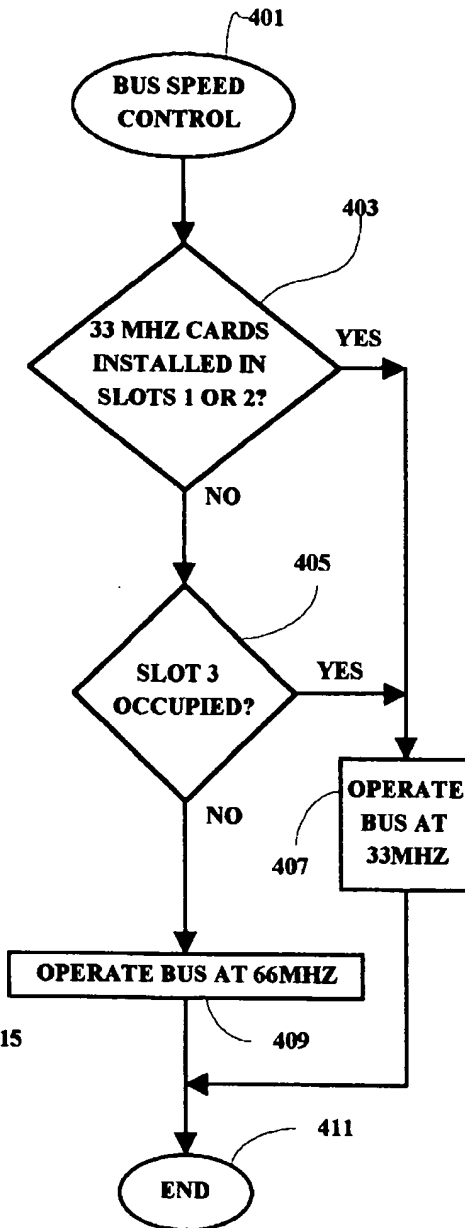 401
BUS SPEED
CONTROL
403
33 MHZ CARDS
INSTALLED IN
SLOTS 1 OR 2?
YES
NO
405
SLOT 3
OCCUPIED?
YES
NO
OPERATE
BUS AT
33MHZ
407
OPERATE BUS AT 66MHZ
15
409
411
END